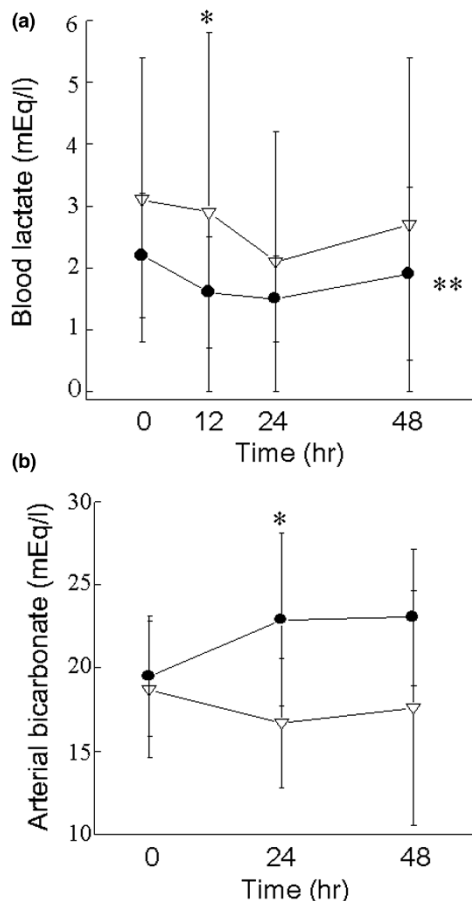 (a)
*
6
5
4
3
2
1
0
Blood lactate (mEq/l)
**
0 12 24 48
Time (hr)
(b)
*
30
25
20
15
10
Arterial bicarbonate (mEq/l)
0 24 48
Time (hr)